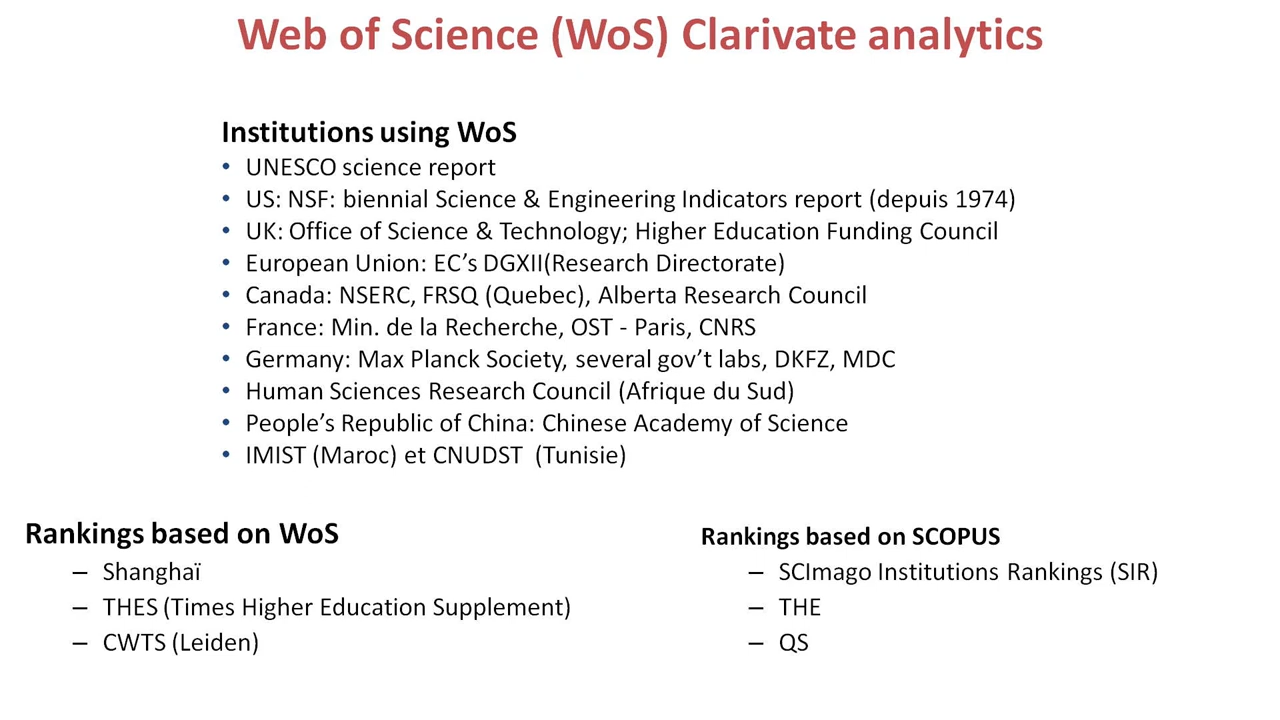 Web of Science (WoS) Clarivate analytics
Institutions using WoS
• UNESCO science report
• US: NSF: biennial Science & Engineering Indicators report (depuis 1974)
• UK: Office of Science & Technology; Higher Education Funding Council
• European Union: EC’s DGXII(Research Directorate)
• Canada: NSERC, FRSQ (Quebec), Alberta Research Council
• France: Min. de la Recherche, OST - Paris, CNRS
• Germany: Max Planck Society, several gov’t labs, DKFZ, MDC
• Human Sciences Research Council (Afrique du Sud)
• People’s Republic of China: Chinese Academy of Science
• IMIST (Maroc) et CNUDST (Tunisie)
Rankings based on WoS
– Shanghaï
– THES (Times Higher Education Supplement)
– CWTS (Leiden)
Rankings based on SCOPUS
– SCImago Institutions Rankings (SIR)
– THE
– QS